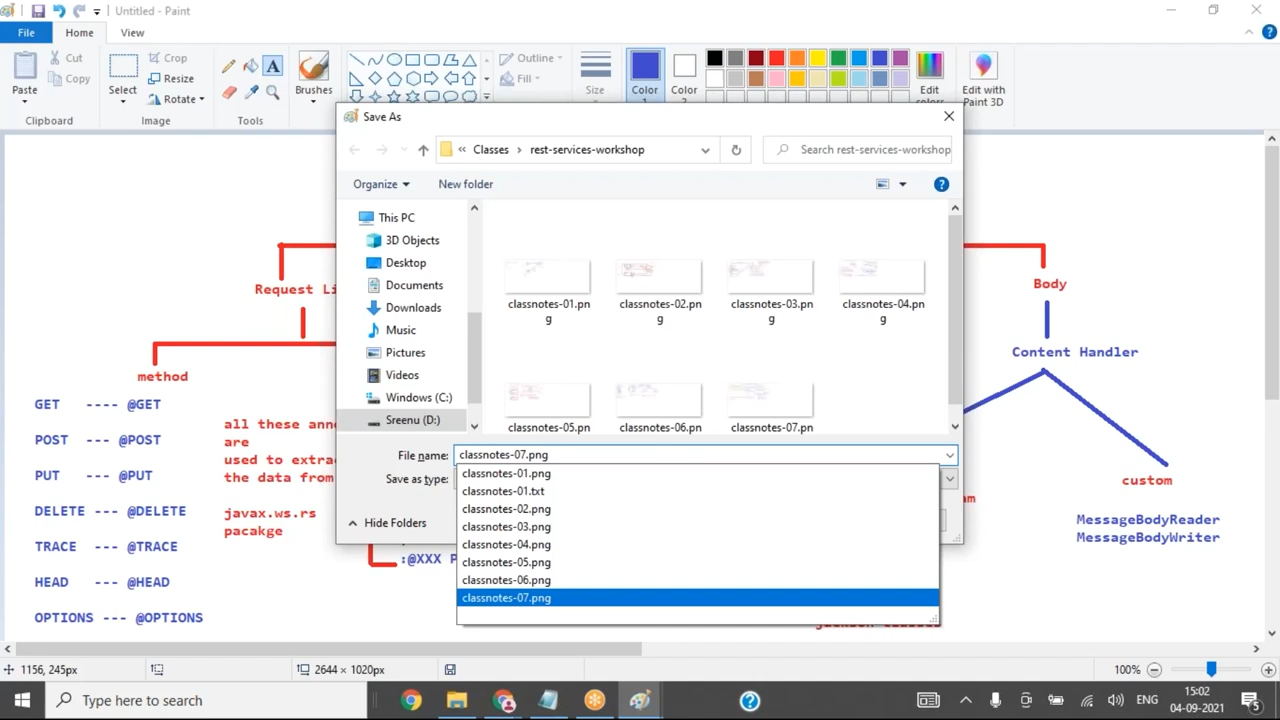 Untitled - Paint
File
Home
View
Paste
Cut
Copy
Clipboard
Select
Crop
Resize
Rotate
Image
Tools
Brushes
Outline
Fill
Size
Color
1
Color
2
Edit
colors
Edit with
Paint 3D
Save As
« Classes › rest-services-workshop
Search rest-services-workshop
Organize
New folder
This PC
3D Objects
Desktop
Documents
Downloads
Music
Pictures
Videos
Windows (C:)
Sreenu (D:)
classnotes-01.pn
g
classnotes-02.pn
g
classnotes-03.pn
g
classnotes-04.pn
g
classnotes-05.pn
classnotes-06.pn
classnotes-07.pn
File name: classnotes-07.png
Save as type:
classnotes-01.png
classnotes-01.txt
classnotes-02.png
classnotes-03.png
classnotes-04.png
classnotes-05.png
classnotes-06.png
classnotes-07.png
Hide Folders
Request Li
method
GET ---- @GET
POST --- @POST
PUT --- @PUT
DELETE --- @DELETE
TRACE --- @TRACE
HEAD --- @HEAD
OPTIONS --- @OPTIONS
all these anno
are
used to extrac
the data from
javax.ws.rs
pacakge
:@XXX P
Body
Content Handler
am
custom
MessageBodyReader
MessageBodyWriter
1156, 245px
2644 × 1020px
100%
Type here to search
ENG
15:02
04-09-2021
5